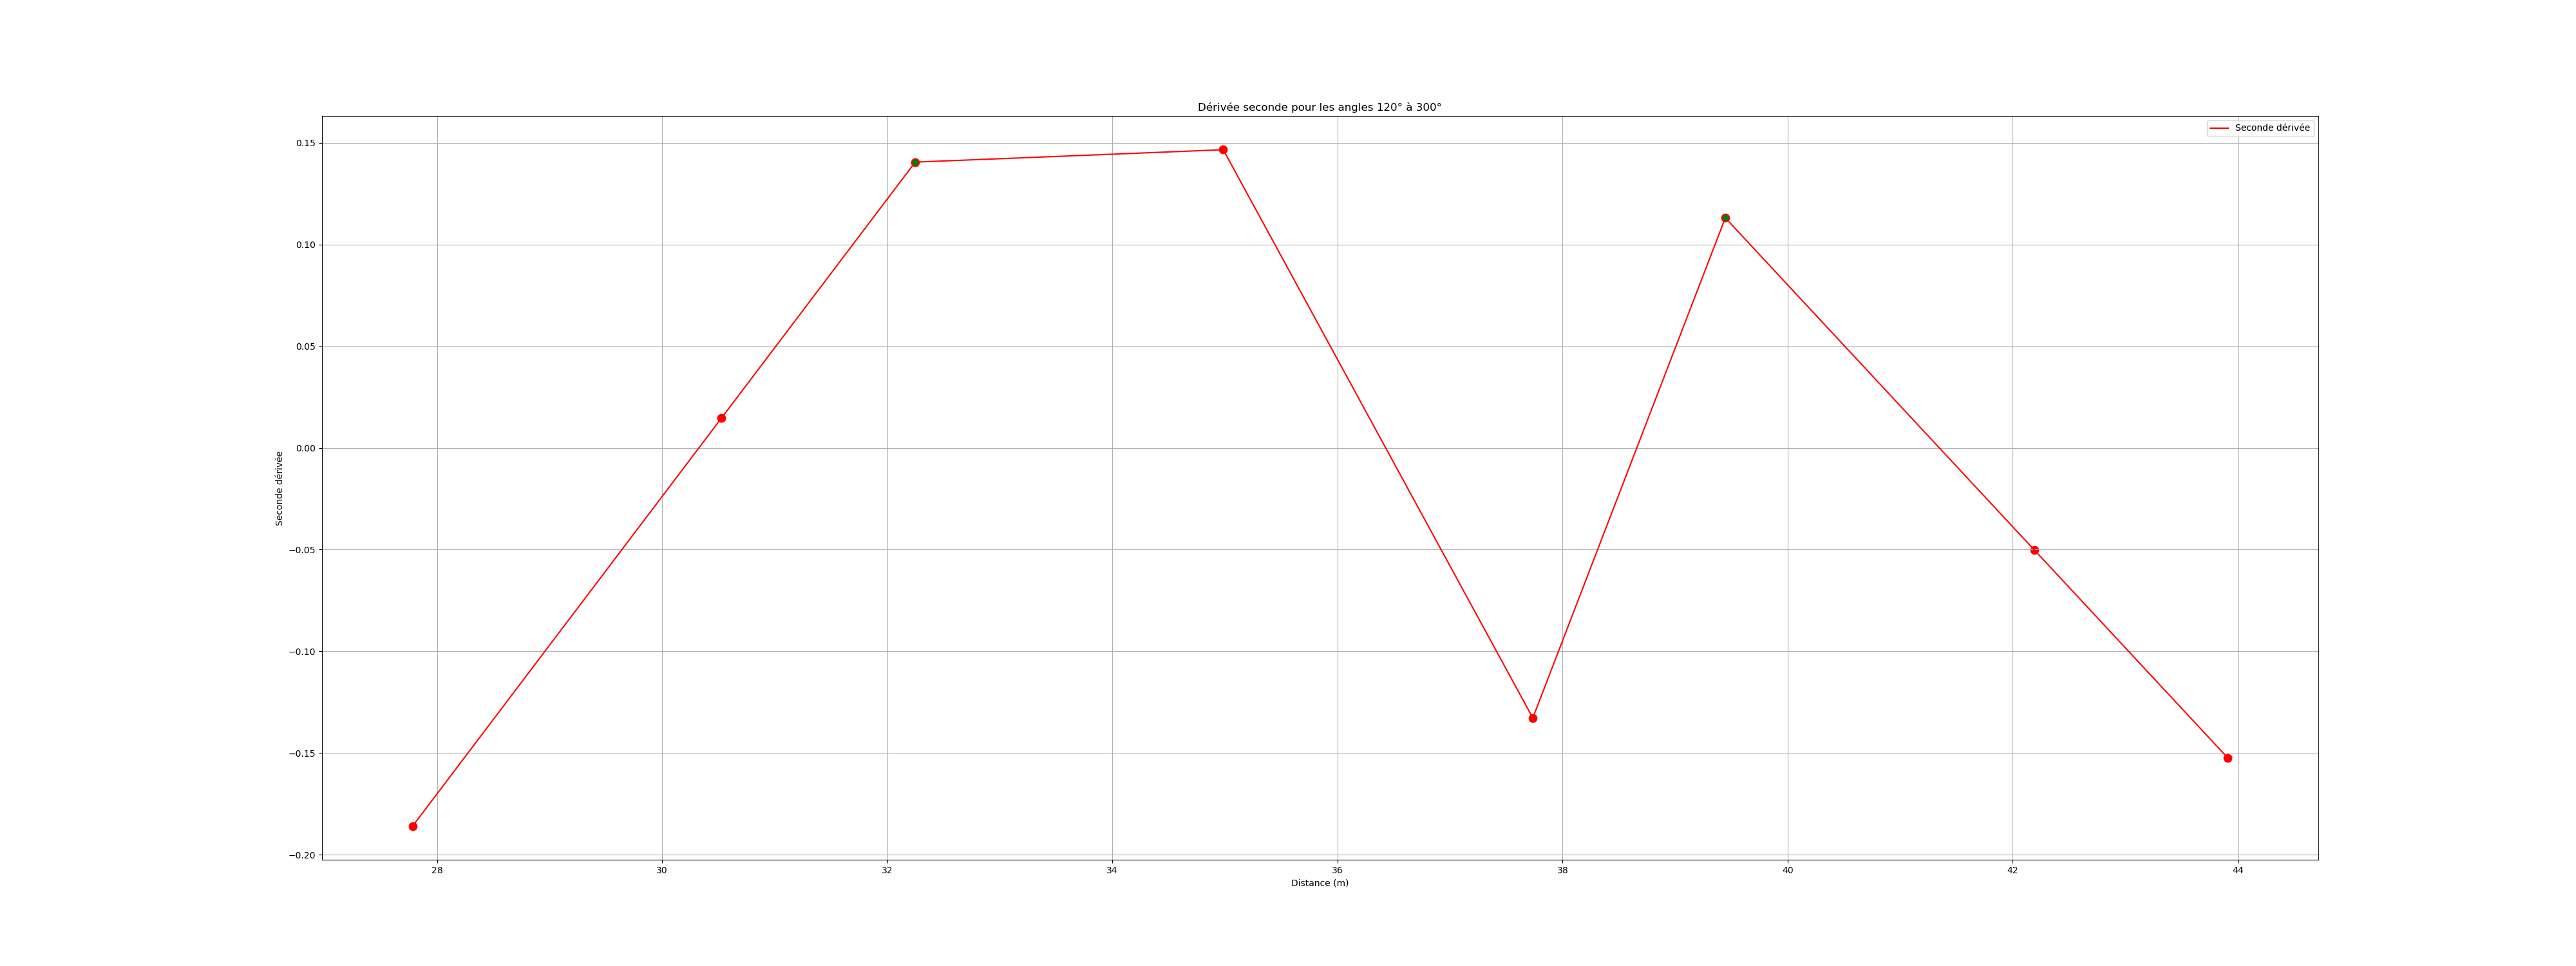 Dérivée seconde pour les angles 120° à 300°
Seconde dérivée
0.15
0.10
0.05
0.00
−0.05
−0.10
−0.15
−0.20
Seconde dérivée
28 30 32 34 36 38 40 42 44
Distance (m)